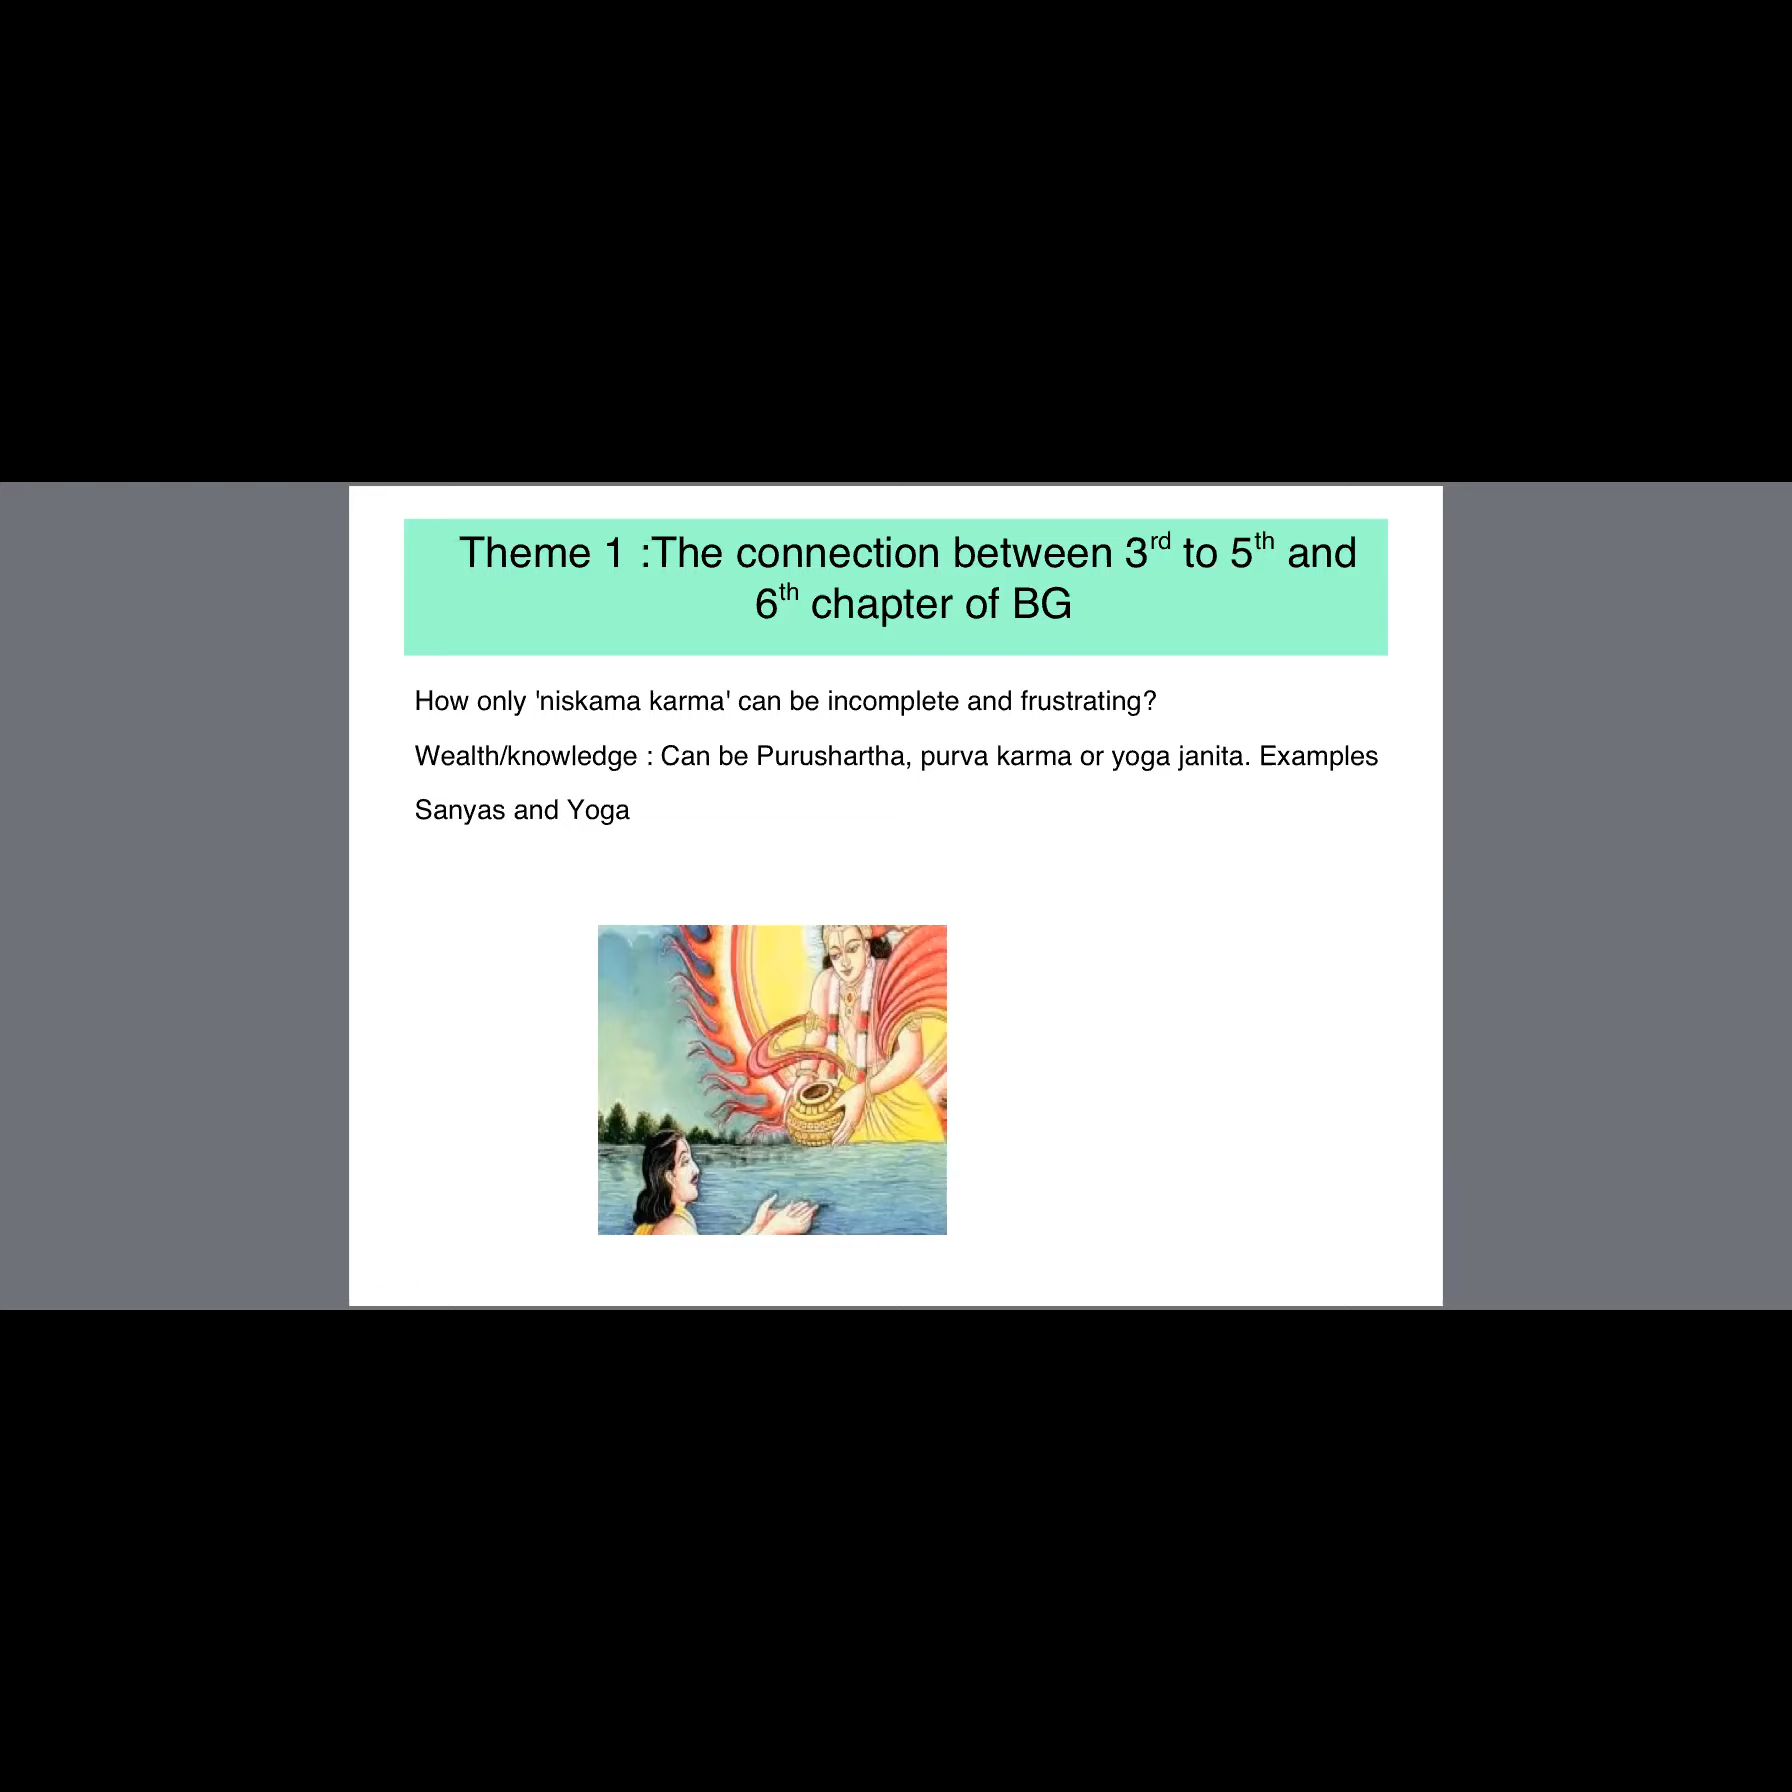 Theme 1 :The connection between 3rd to 5th and
6th chapter of BG
How only 'niskama karma' can be incomplete and frustrating?
Wealth/knowledge : Can be Purushartha, purva karma or yoga janita. Examples
Sanyas and Yoga